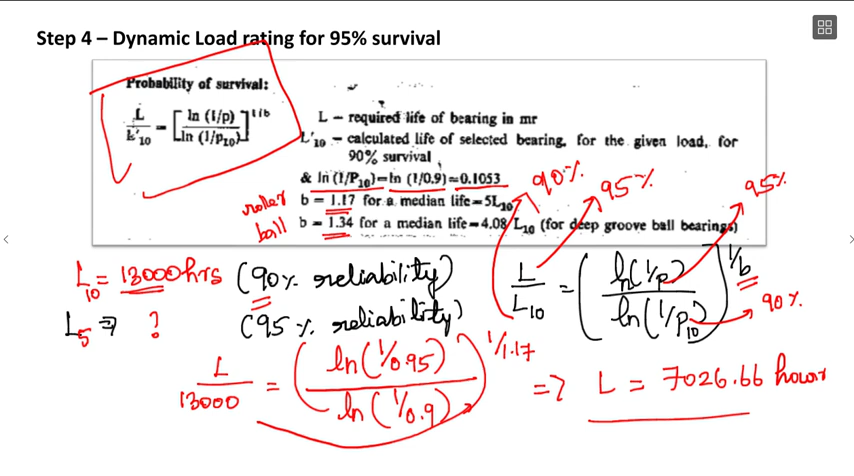 Step 4 – Dynamic Load rating for 95% survival
Probability of survival:
L/L'10 = [ln (1/p) / ln (1/p10)]^1/b
L – required life of bearing in mr
L'10 – calculated life of selected bearing, for the given load, for
90% survival
& ln (1/P10) = ln (1/0.9) = 0.1053
roller b = 1.17 for a median life = 5L10
ball b = 1.34 for a median life = 4.08 L10 (for deep groove ball bearings)
90% 95% 95%
L10 = 13000hrs (90% reliability)
L5 ⇒ ? (95% reliability)
L/L10 = (ln(1/p) / ln(1/p10))^1/b
90%
L/13000 = (ln(1/0.95) / ln(1/0.9))^1/1.17 ⇒ L = 7026.66 hours